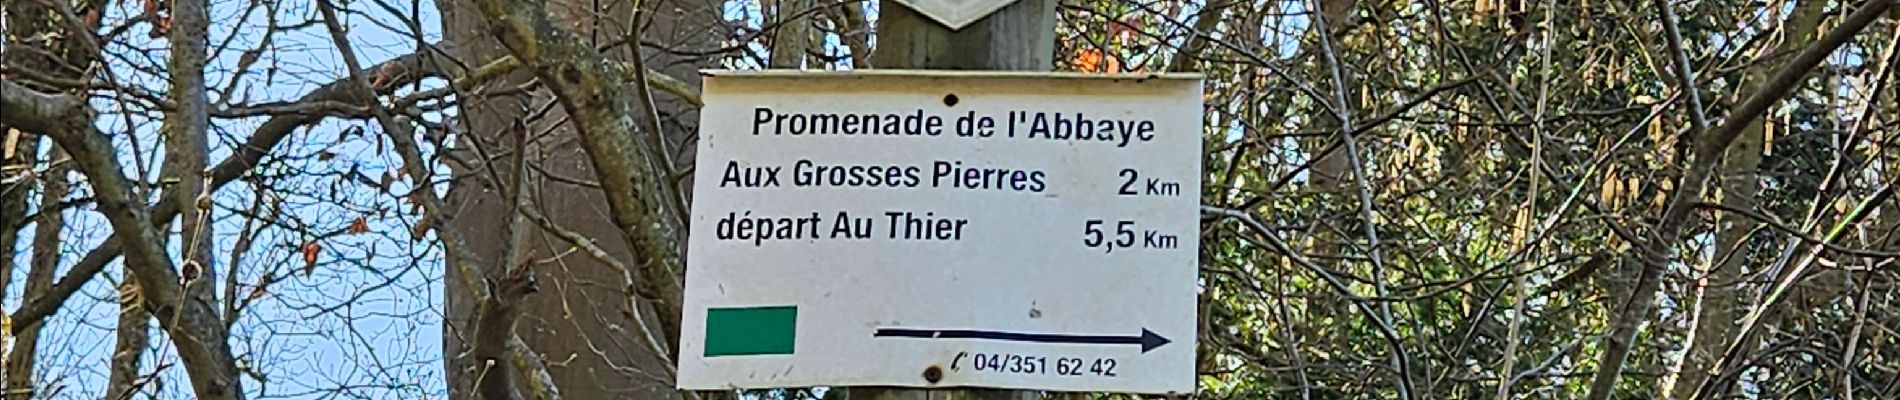 Promenade de l'Abbaye
Aux Grosses Pierres 2 Km
départ Au Thier 5,5 Km
04/351 62 42